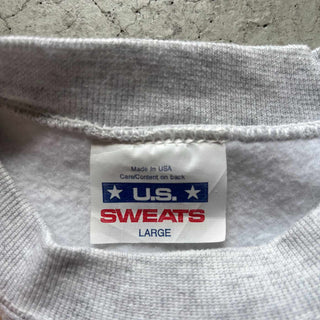 Made in USA
Care/Content on back
★ U.S. ★
SWEATS
LARGE